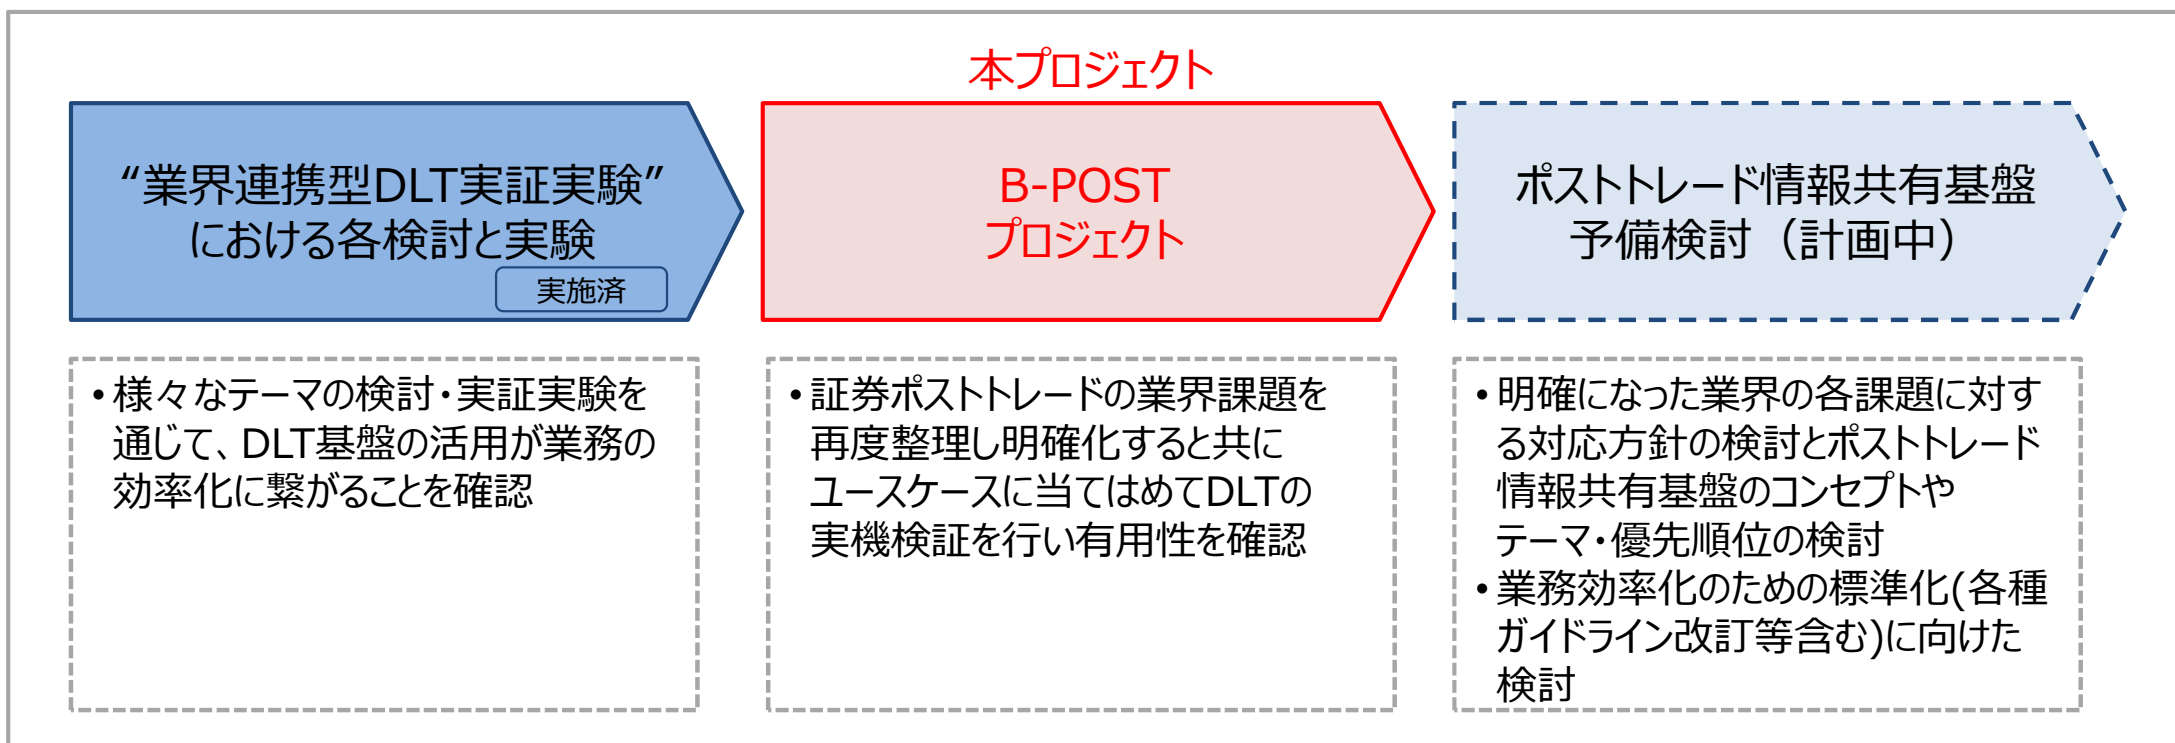 本プロジェクト
“業界連携型DLT実証実験”
における各検討と実験
実施済
B-POST
プロジェクト
ポストトレード情報共有基盤
予備検討（計画中）
•様々なテーマの検討・実証実験を
通じて、DLT基盤の活用が業務の
効率化に繋がることを確認
•証券ポストトレードの業界課題を
再度整理し明確化すると共に
ユースケースに当てはめてDLTの
実機検証を行い有用性を確認
•明確になった業界の各課題に対す
る対応方針の検討とポストトレード
情報共有基盤のコンセプトや
テーマ・優先順位の検討
•業務効率化のための標準化(各種
ガイドライン改訂等含む)に向けた
検討